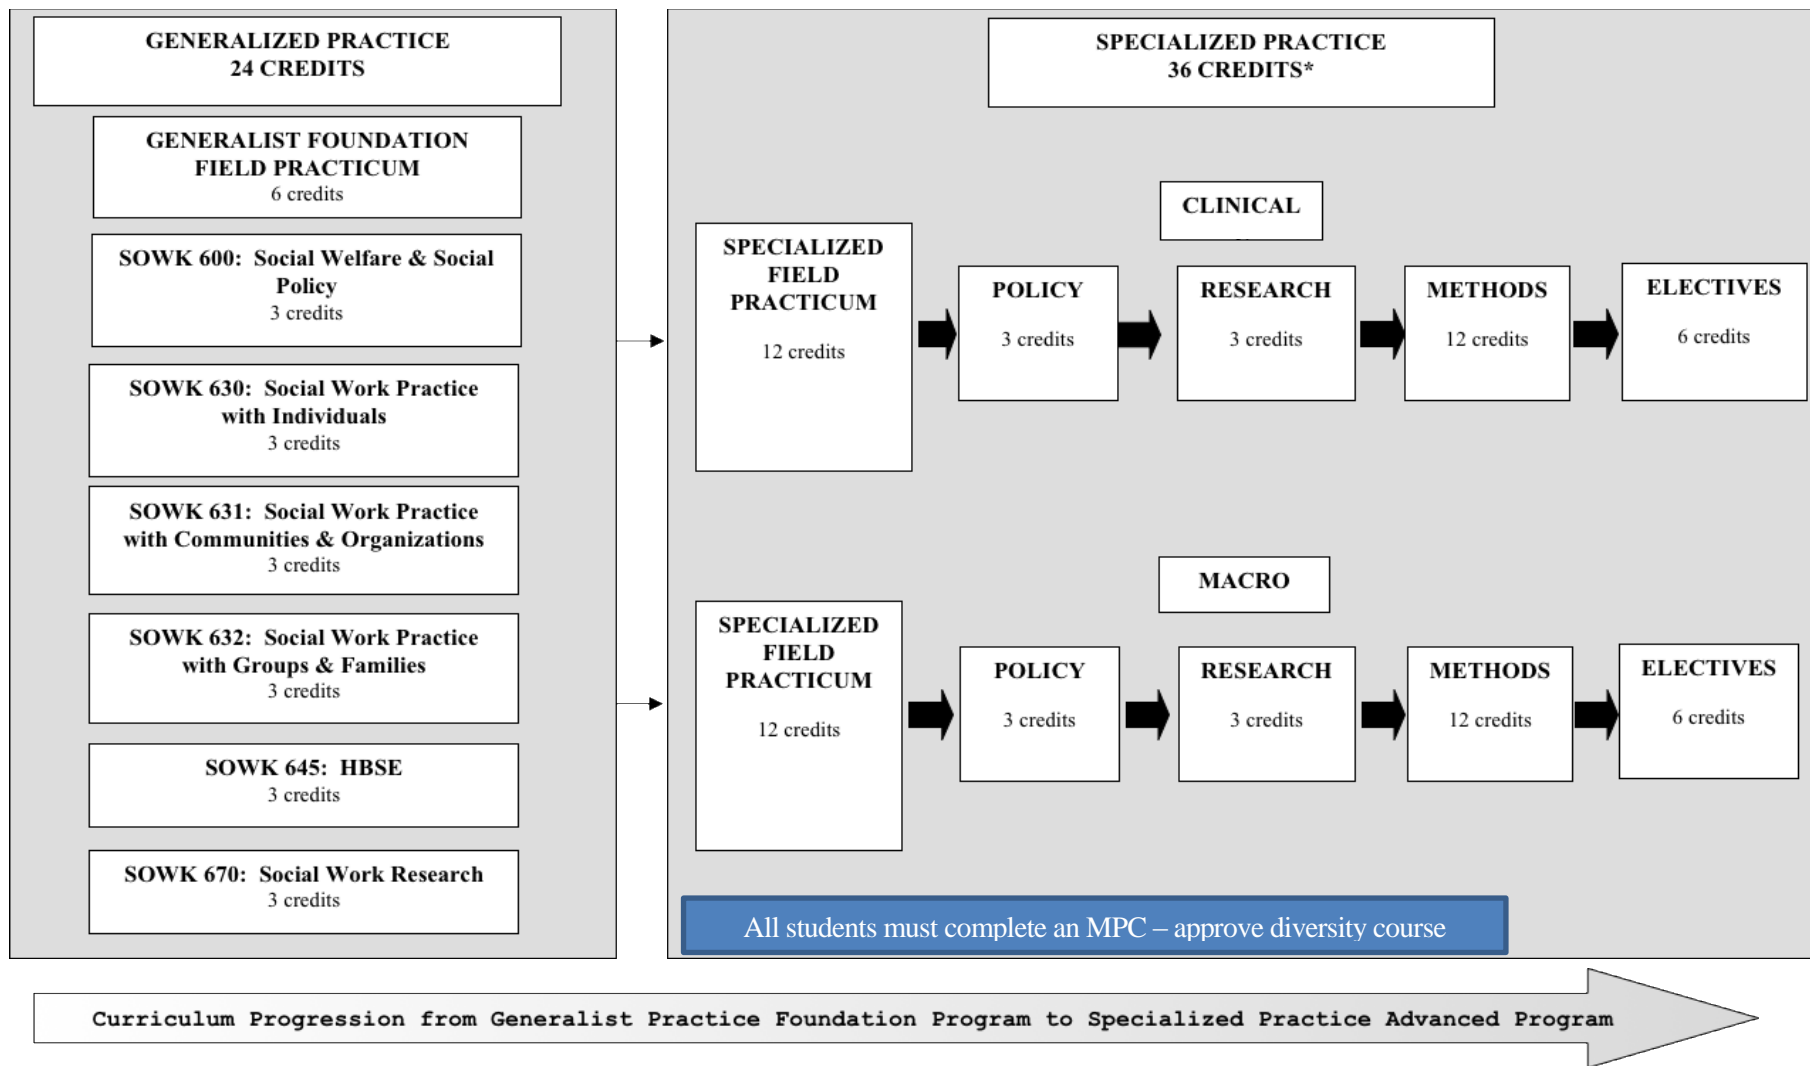 GENERALIZED PRACTICE
24 CREDITS
GENERALIST FOUNDATION
FIELD PRACTICUM
6 credits
SOWK 600: Social Welfare & Social
Policy
3 credits
SOWK 630: Social Work Practice
with Individuals
3 credits
SOWK 631: Social Work Practice
with Communities & Organizations
3 credits
SOWK 632: Social Work Practice
with Groups & Families
3 credits
SOWK 645: HBSE
3 credits
SOWK 670: Social Work Research
3 credits
SPECIALIZED PRACTICE
36 CREDITS*
CLINICAL
SPECIALIZED
FIELD
PRACTICUM
12 credits
POLICY
3 credits
RESEARCH
3 credits
METHODS
12 credits
ELECTIVES
6 credits
MACRO
SPECIALIZED
FIELD
PRACTICUM
12 credits
POLICY
3 credits
RESEARCH
3 credits
METHODS
12 credits
ELECTIVES
6 credits
All students must complete an MPC – approve diversity course
Curriculum Progression from Generalist Practice Foundation Program to Specialized Practice Advanced Program